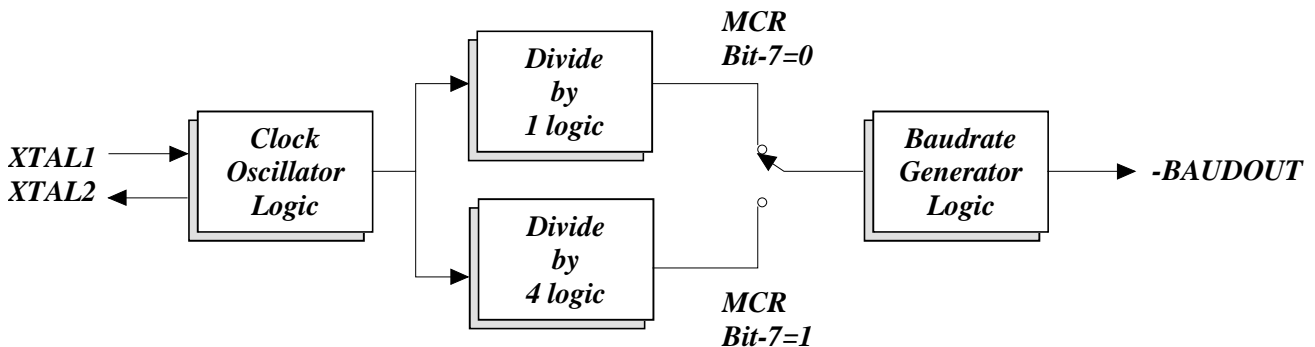 XTAL1
XTAL2
Clock
Oscillator
Logic
Divide
by
1 logic
Divide
by
4 logic
MCR
Bit-7=0
MCR
Bit-7=1
Baudrate
Generator
Logic
-BAUDOUT